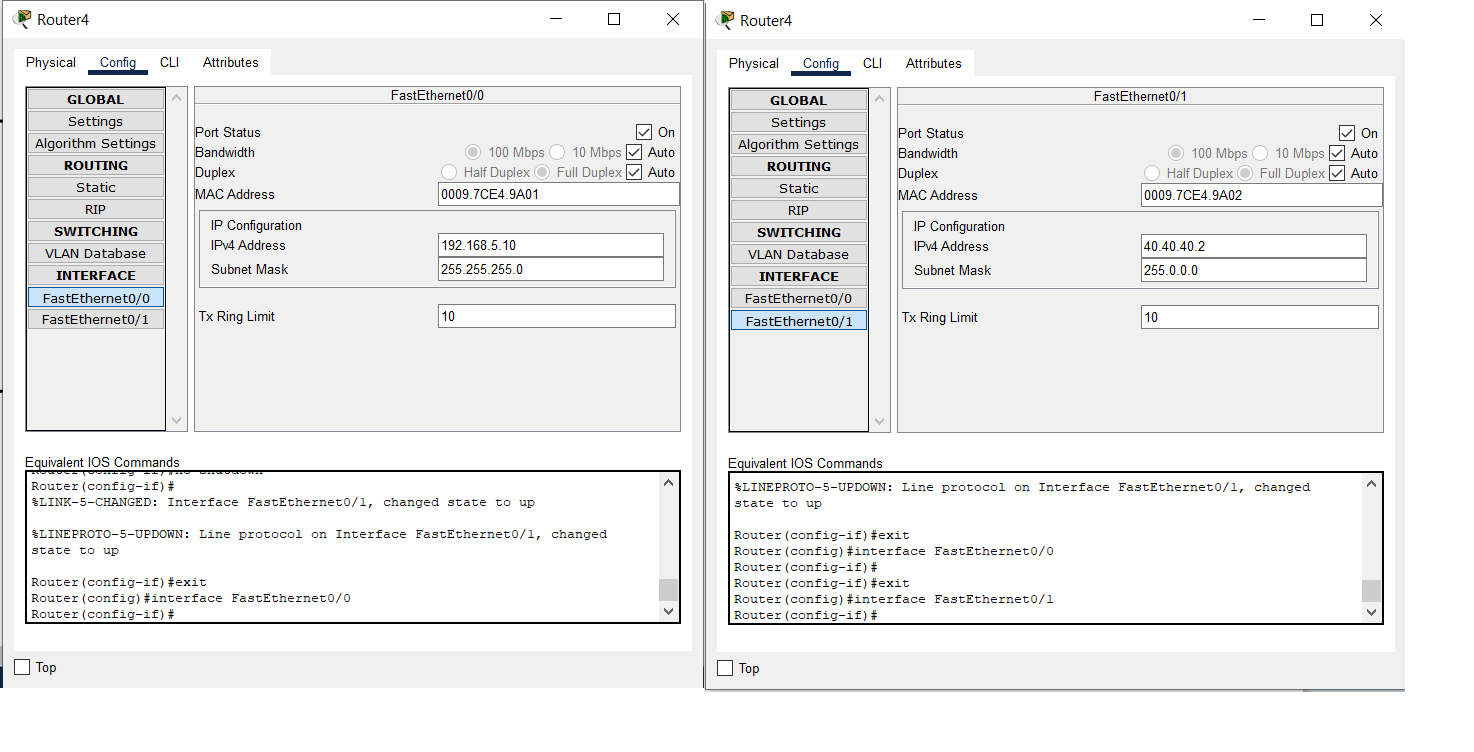 Router4
Physical Config CLI Attributes
GLOBAL
Settings
Algorithm Settings
ROUTING
Static
RIP
SWITCHING
VLAN Database
INTERFACE
FastEthernet0/0
FastEthernet0/1
FastEthernet0/0
Port Status On
Bandwidth 100 Mbps 10 Mbps Auto
Duplex Half Duplex Full Duplex Auto
MAC Address 0009.7CE4.9A01
IP Configuration
IPv4 Address 192.168.5.10
Subnet Mask 255.255.255.0
Tx Ring Limit 10
Equivalent IOS Commands
Router(config-if)#no shutdown
Router(config-if)#
%LINK-5-CHANGED: Interface FastEthernet0/1, changed state to up
%LINEPROTO-5-UPDOWN: Line protocol on Interface FastEthernet0/1, changed
state to up
Router(config-if)#exit
Router(config)#interface FastEthernet0/0
Router(config-if)#
Top
Router4
Physical Config CLI Attributes
GLOBAL
Settings
Algorithm Settings
ROUTING
Static
RIP
SWITCHING
VLAN Database
INTERFACE
FastEthernet0/0
FastEthernet0/1
FastEthernet0/1
Port Status On
Bandwidth 100 Mbps 10 Mbps Auto
Duplex Half Duplex Full Duplex Auto
MAC Address 0009.7CE4.9A02
IP Configuration
IPv4 Address 40.40.40.2
Subnet Mask 255.0.0.0
Tx Ring Limit 10
Equivalent IOS Commands
%LINEPROTO-5-UPDOWN: Line protocol on Interface FastEthernet0/1, changed
state to up
Router(config-if)#exit
Router(config)#interface FastEthernet0/0
Router(config-if)#
Router(config-if)#exit
Router(config)#interface FastEthernet0/1
Router(config-if)#
Top